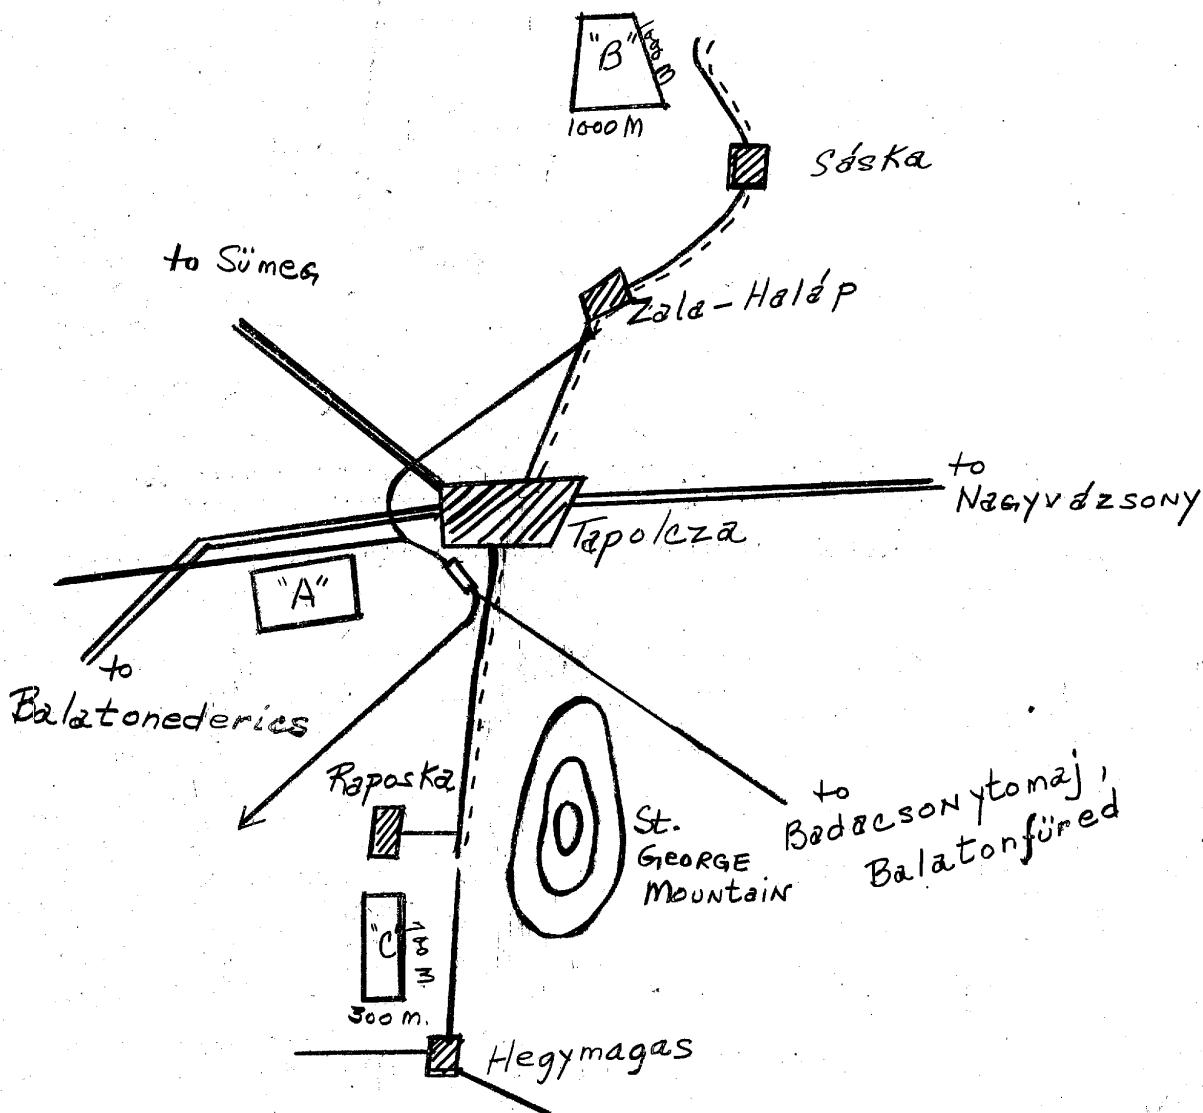 "B"
1000 M
Sáska
to Sümeg
Zala-Haláp
to
Nagyvázsony
Tapolcza
"A"
to
Balatonederics
Raposka
to
Badacsonytomaj,
Balatonfüred
St.
GEORGE
MOUNTAIN
"C"
M
300 m.
Hegymagas